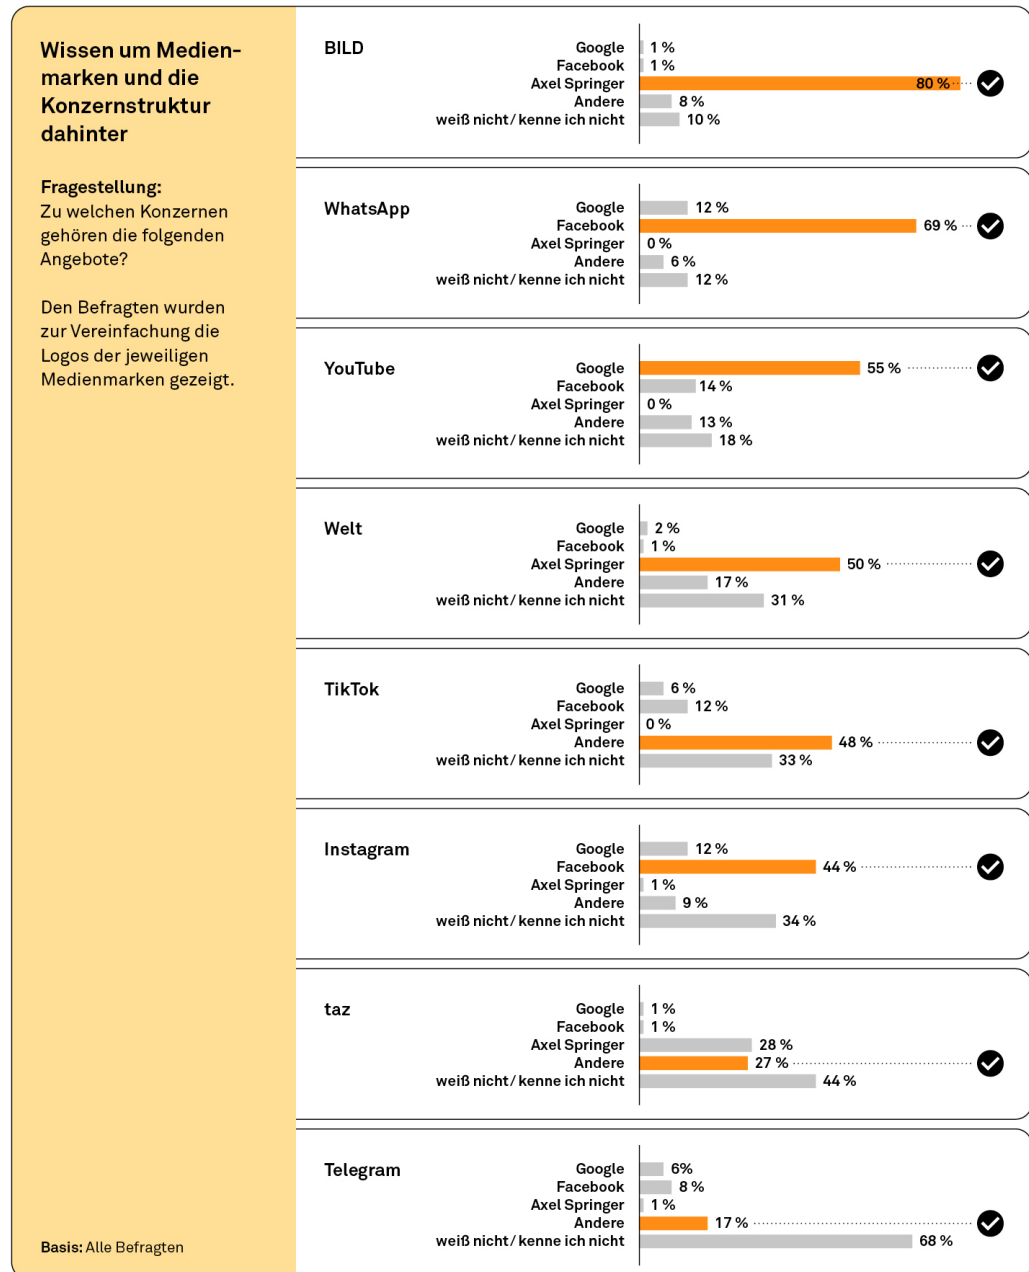 Wissen um Medien-
marken und die
Konzernstruktur
dahinter
Fragestellung:
Zu welchen Konzernen
gehören die folgenden
Angebote?
Den Befragten wurden
zur Vereinfachung die
Logos der jeweiligen
Medienmarken gezeigt.
Basis: Alle Befragten
BILD
Google 1 %
Facebook 1 %
Axel Springer 80 %
Andere 8 %
weiß nicht / kenne ich nicht 10 %
WhatsApp
Google 12 %
Facebook 69 %
Axel Springer 0 %
Andere 6 %
weiß nicht / kenne ich nicht 12 %
YouTube
Google 55 %
Facebook 14 %
Axel Springer 0 %
Andere 13 %
weiß nicht / kenne ich nicht 18 %
Welt
Google 2 %
Facebook 1 %
Axel Springer 50 %
Andere 17 %
weiß nicht / kenne ich nicht 31 %
TikTok
Google 6 %
Facebook 12 %
Axel Springer 0 %
Andere 48 %
weiß nicht / kenne ich nicht 33 %
Instagram
Google 12 %
Facebook 44 %
Axel Springer 1 %
Andere 9 %
weiß nicht / kenne ich nicht 34 %
taz
Google 1 %
Facebook 1 %
Axel Springer 28 %
Andere 27 %
weiß nicht / kenne ich nicht 44 %
Telegram
Google 6%
Facebook 8 %
Axel Springer 1 %
Andere 17 %
weiß nicht / kenne ich nicht 68 %